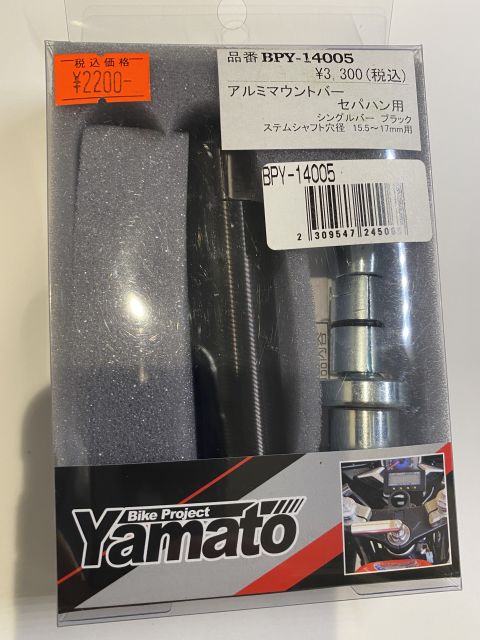 税込価格
¥2200-
品番 BPY-14005
¥3,300(税込)
アルミマウントバー
セパハン用
シングルバー ブラック
ステムシャフト穴径 15.5〜17mm用
BPY-14005
2 309547 24500
Bike Project
Yamato